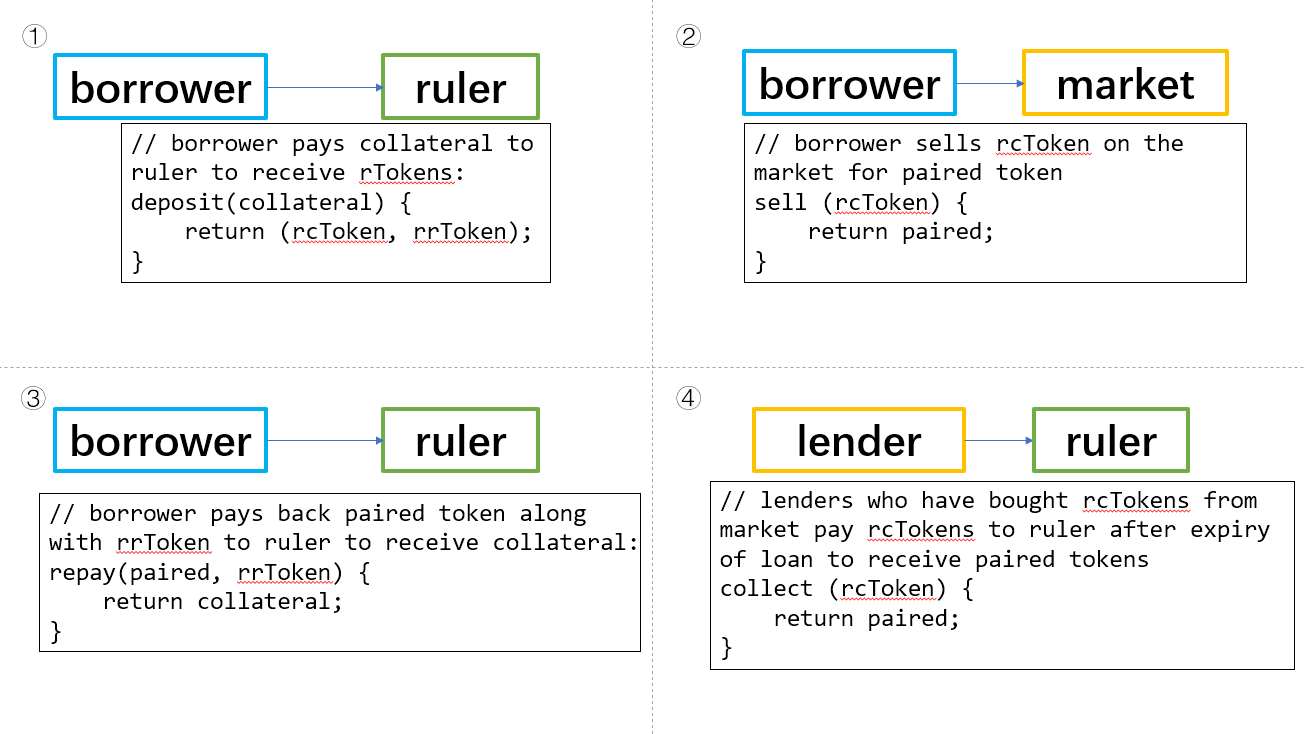 ①
borrower
ruler
// borrower pays collateral to
ruler to receive rTokens:
deposit(collateral) {
    return (rcToken, rrToken);
}
②
borrower
market
// borrower sells rcToken on the
market for paired token
sell (rcToken) {
    return paired;
}
③
borrower
ruler
// borrower pays back paired token along
with rrToken to ruler to receive collateral:
repay(paired, rrToken) {
    return collateral;
}
④
lender
ruler
// lenders who have bought rcTokens from
market pay rcTokens to ruler after expiry
of loan to receive paired tokens
collect (rcToken) {
    return paired;
}